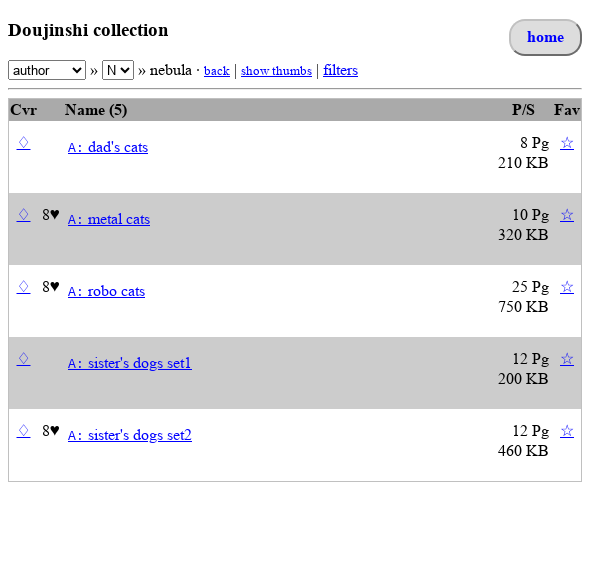 Doujinshi collection
home
author » N » nebula · back | show thumbs | filters
Cvr Name (5) P/S Fav
♢ A: dad's cats 8 Pg ☆
210 KB
♢ 8♥ A: metal cats 10 Pg ☆
320 KB
♢ 8♥ A: robo cats 25 Pg ☆
750 KB
♢ A: sister's dogs set1 12 Pg ☆
200 KB
♢ 8♥ A: sister's dogs set2 12 Pg ☆
460 KB